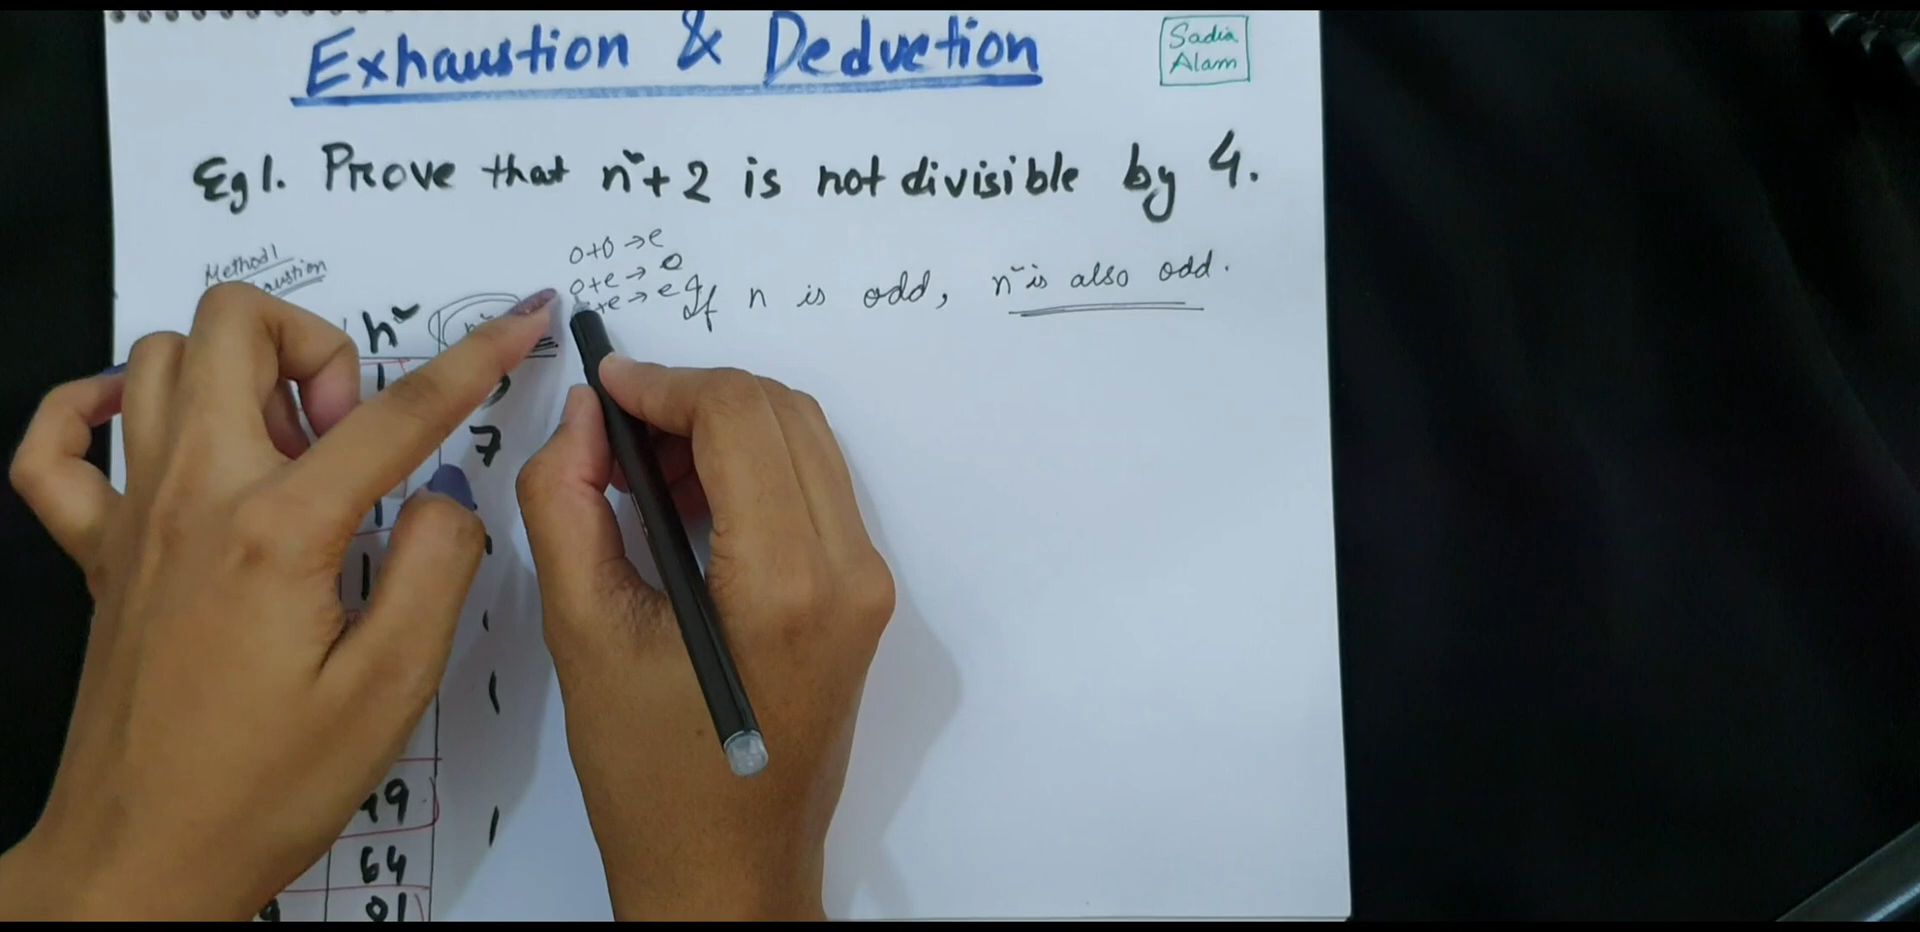 Exhaustion & Deduction
Sadia
Alam
Eg 1. Prove that n²+2 is not divisible by 4.
Method 1
o+o → e
o+e → o
+e → e
If n is odd, n² is also odd.
n²
7
49
64
81